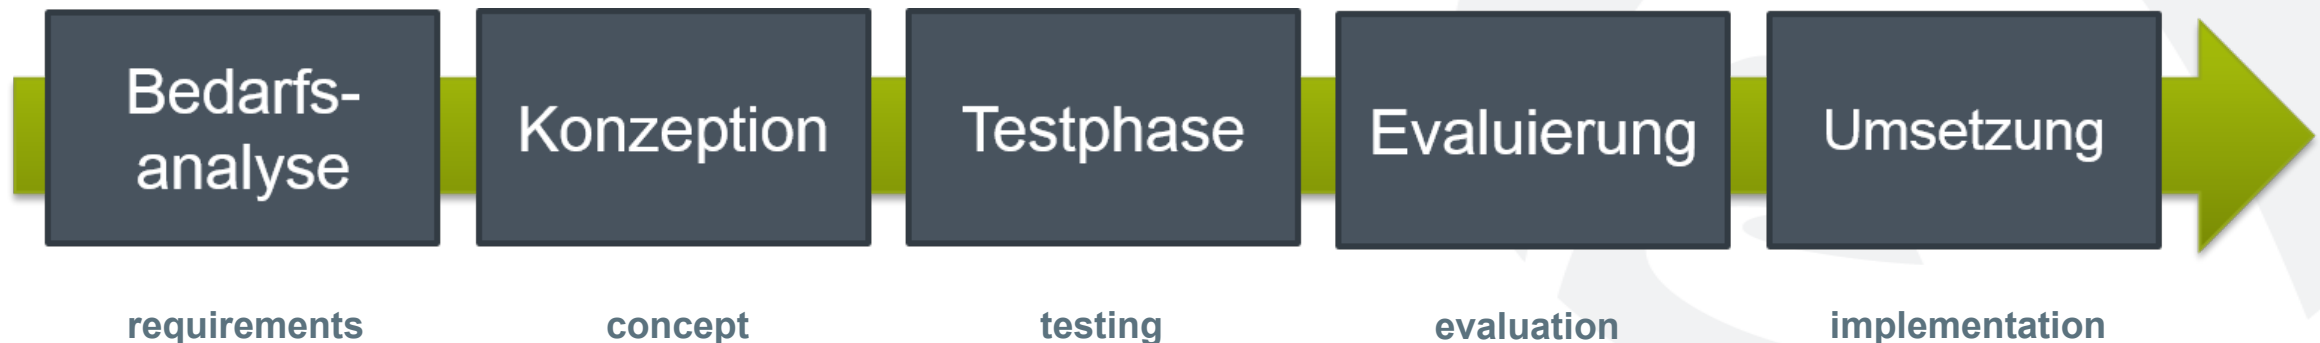 Bedarfs-
analyse
Konzeption
Testphase
Evaluierung
Umsetzung
requirements
concept
testing
evaluation
implementation